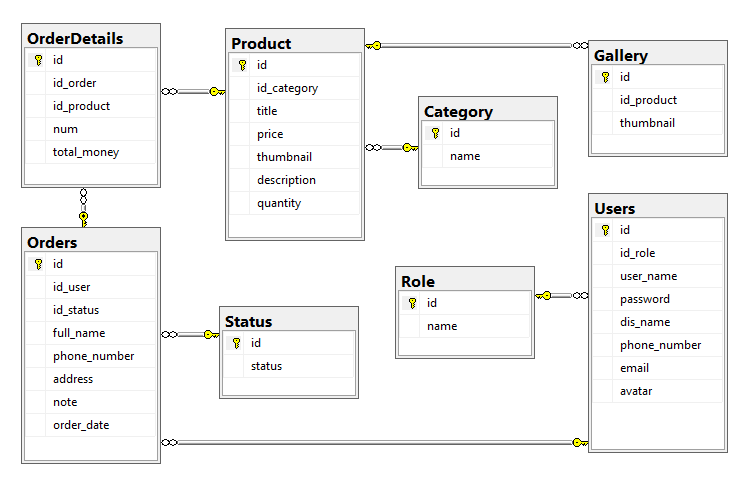 OrderDetails
id
id_order
id_product
num
total_money
Product
id
id_category
title
price
thumbnail
description
quantity
Category
id
name
Gallery
id
id_product
thumbnail
Orders
id
id_user
id_status
full_name
phone_number
address
note
order_date
Status
id
status
Role
id
name
Users
id
id_role
user_name
password
dis_name
phone_number
email
avatar